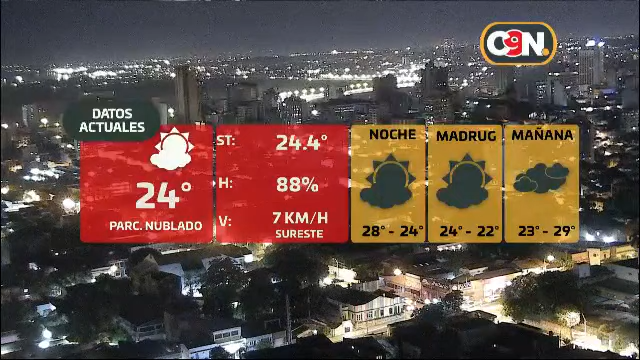 C9N.
DATOS
ACTUALES
24°
PARC. NUBLADO
ST: 24.4°
H: 88%
V: 7 KM/H
SURESTE
NOCHE
28° - 24°
MADRUG
24° - 22°
MAÑANA
23° - 29°